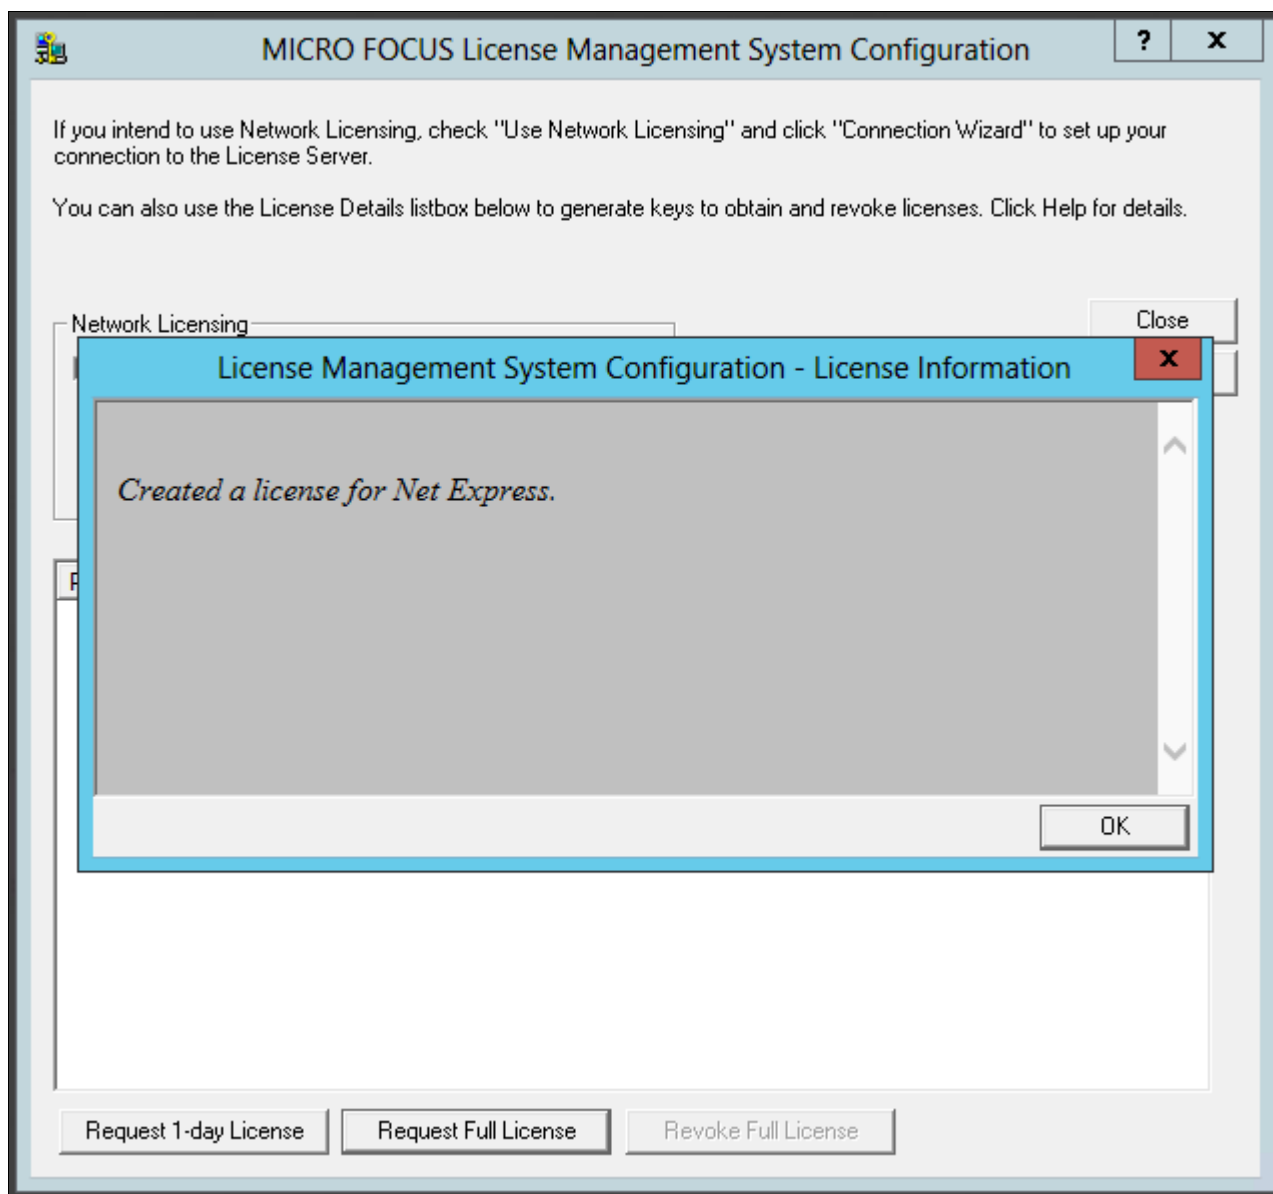 MICRO FOCUS License Management System Configuration
?
x
If you intend to use Network Licensing, check "Use Network Licensing" and click "Connection Wizard" to set up your
connection to the License Server.
You can also use the License Details listbox below to generate keys to obtain and revoke licenses. Click Help for details.
Network Licensing
Close
License Management System Configuration - License Information
x
Created a license for Net Express.
OK
Request 1-day License
Request Full License
Revoke Full License